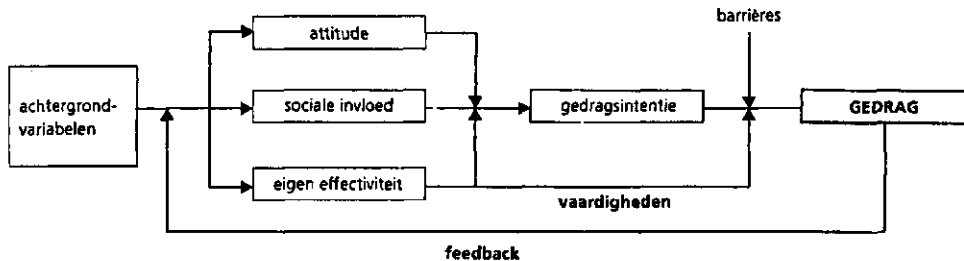 barrières
attitude
achtergrond-
variabelen
sociale invloed
gedragsintentie
GEDRAG
eigen effectiviteit
vaardigheden
feedback